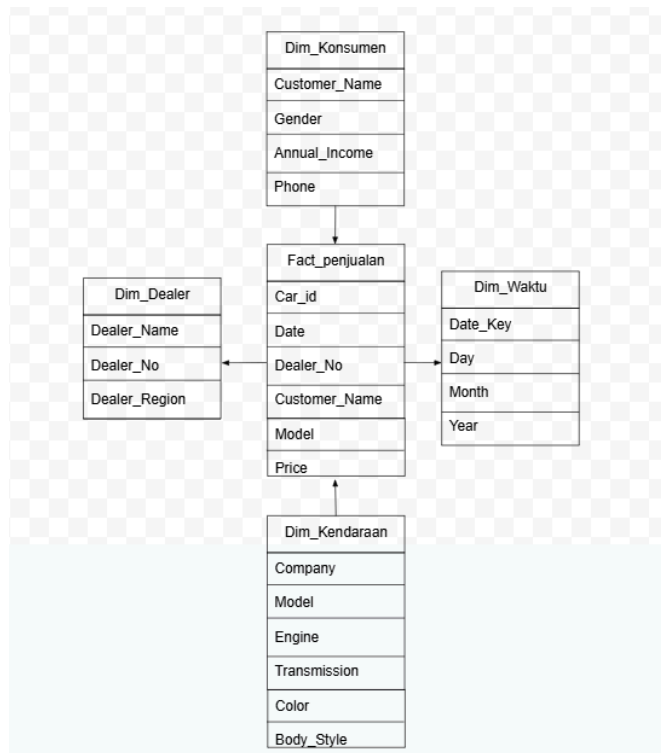 Dim_Konsumen
Customer_Name
Gender
Annual_Income
Phone
Fact_penjualan
Car_id
Date
Dealer_No
Customer_Name
Model
Price
Dim_Dealer
Dealer_Name
Dealer_No
Dealer_Region
Dim_Waktu
Date_Key
Day
Month
Year
Dim_Kendaraan
Company
Model
Engine
Transmission
Color
Body_Style